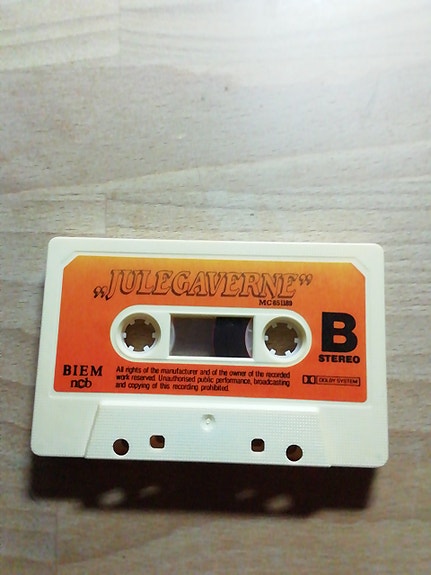 „JULEGAVERNE”
MC 651189
B
STEREO
BIEM
ncb
All rights of the manufacturer and of the owner of the recorded
work reserved. Unauthorised public performance, broadcasting
and copying of this recording prohibited.
DOLBY SYSTEM